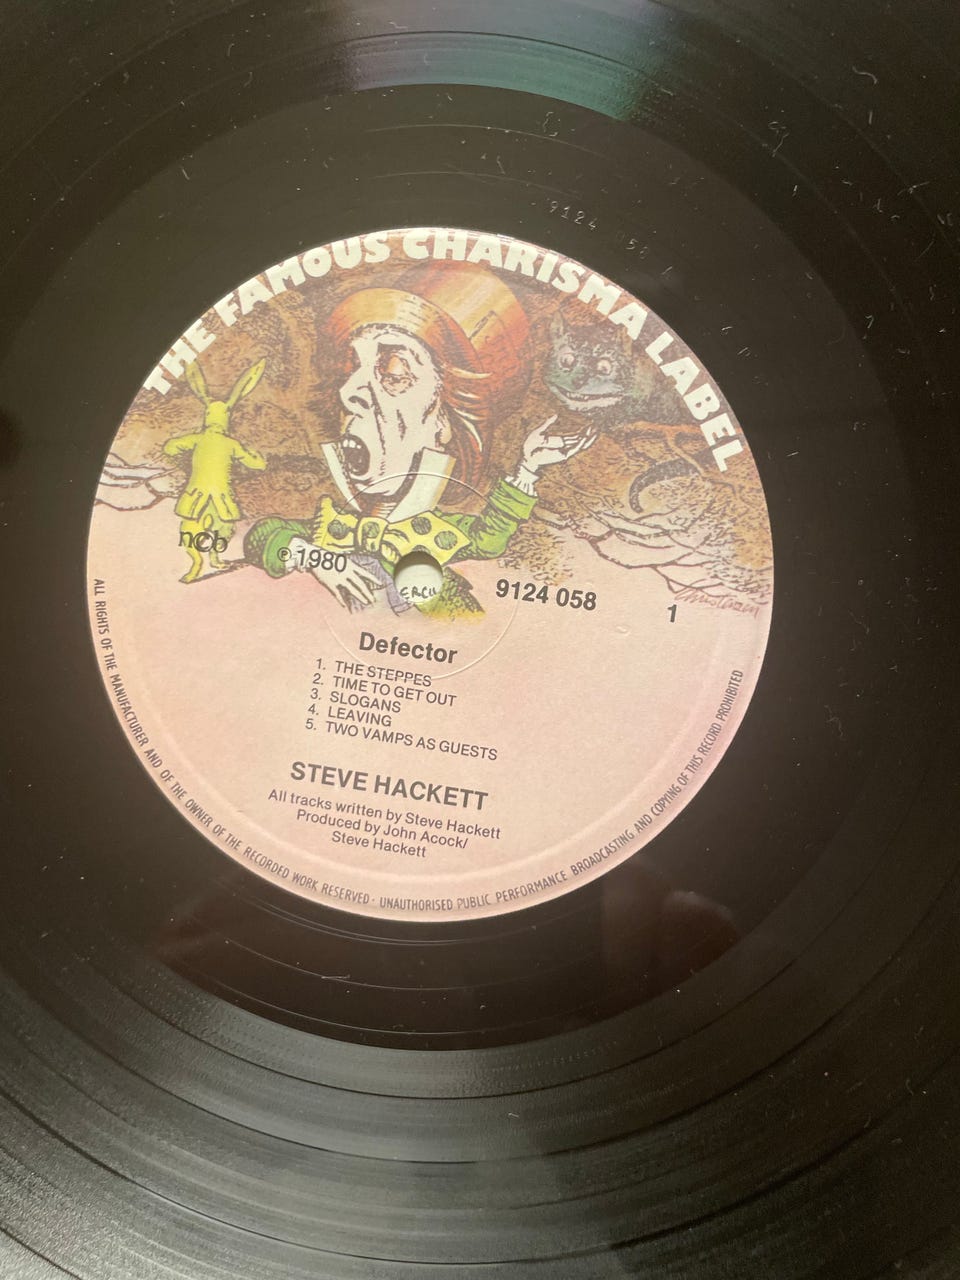 THE FAMOUS CHARISMA LABEL
ncb
℗ 1980
9124 058
1
Defector
1. THE STEPPES
2. TIME TO GET OUT
3. SLOGANS
4. LEAVING
5. TWO VAMPS AS GUESTS
STEVE HACKETT
All tracks written by Steve Hackett
Produced by John Acock/
Steve Hackett
ALL RIGHTS OF THE MANUFACTURER AND OF THE OWNER OF THE RECORDED WORK RESERVED · UNAUTHORISED PUBLIC PERFORMANCE BROADCASTING AND COPYING OF THIS RECORD PROHIBITED